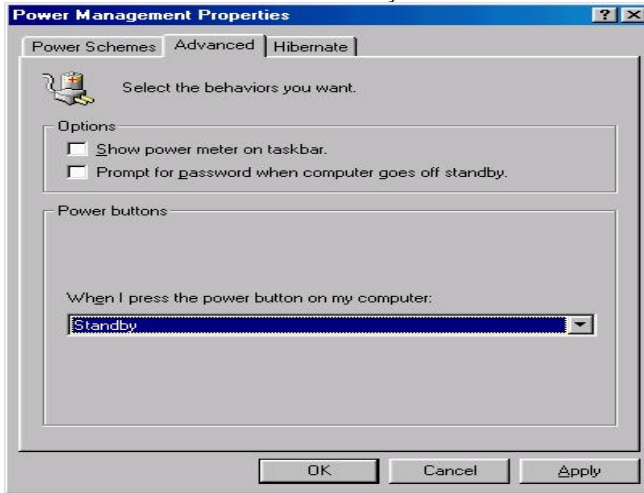 Power Management Properties
Power Schemes Advanced Hibernate
Select the behaviors you want.
Options
Show power meter on taskbar.
Prompt for password when computer goes off standby.
Power buttons
When I press the power button on my computer:
Standby
OK Cancel Apply